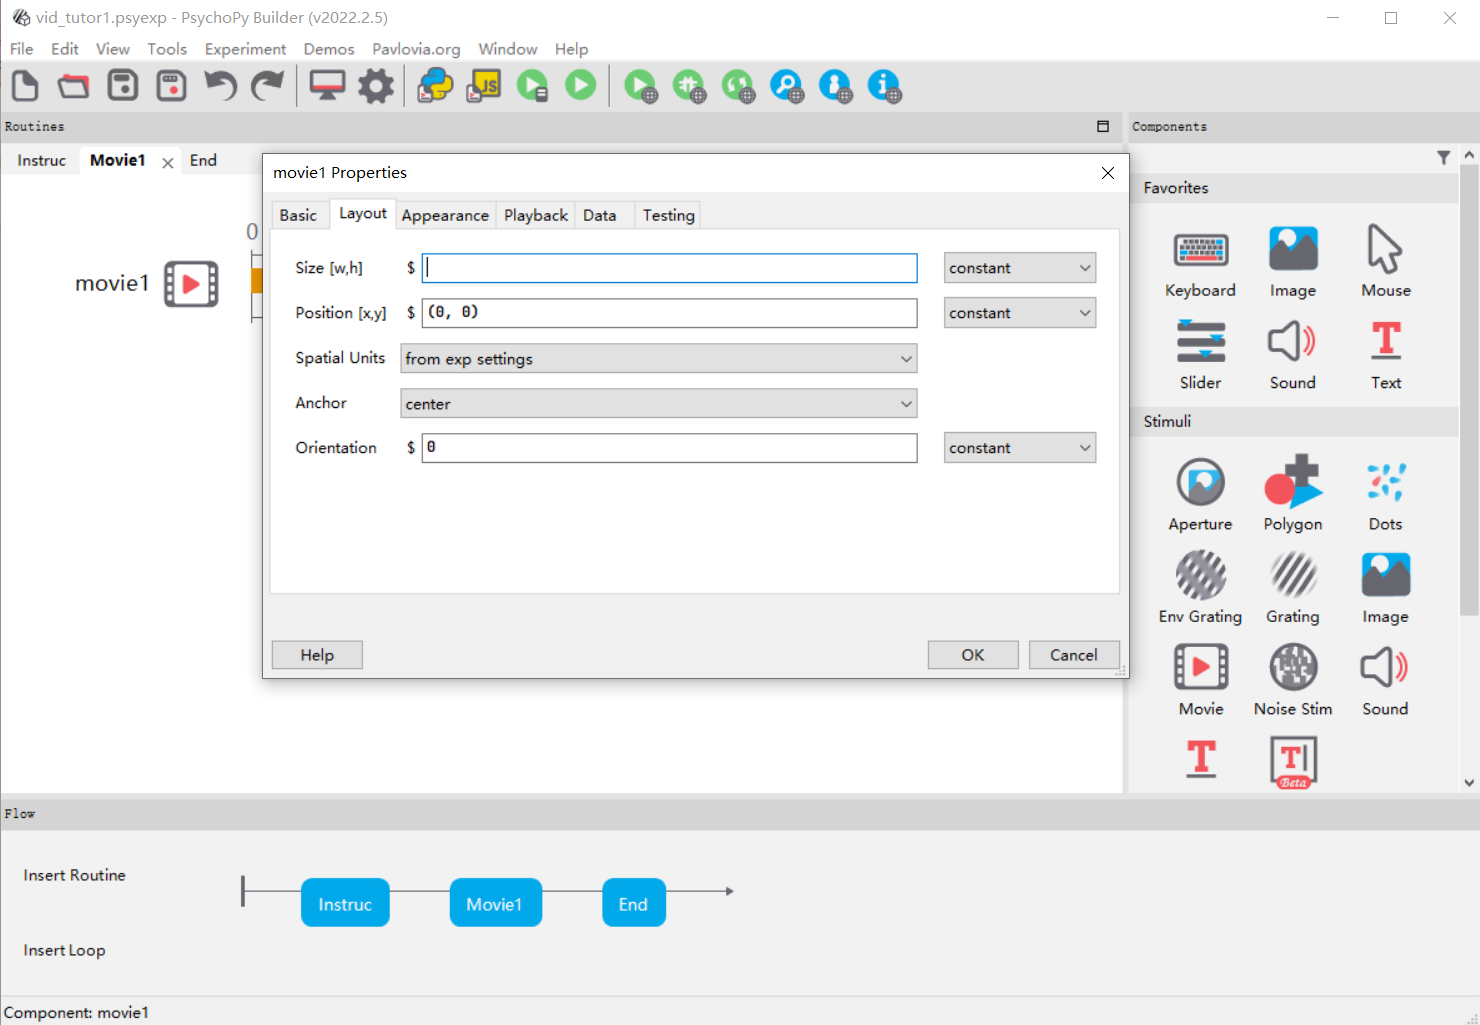 vid_tutor1.psyexp - PsychoPy Builder (v2022.2.5)
File Edit View Tools Experiment Demos Pavlovia.org Window Help
JS
Routines
Components
Instruc Movie1 End
movie1 Properties
Favorites
Basic Layout Appearance Playback Data Testing
0
movie1
Size [w,h] $ constant
Position [x,y] $ (0, 0) constant
Spatial Units from exp settings
Anchor center
Orientation $ 0 constant
Help OK Cancel
Keyboard Image Mouse
T
Slider Sound Text
Stimuli
Aperture Polygon Dots
Env Grating Grating Image
Movie Noise Stim Sound
T T
Beta
Flow
Insert Routine
Instruc Movie1 End
Insert Loop
Component: movie1